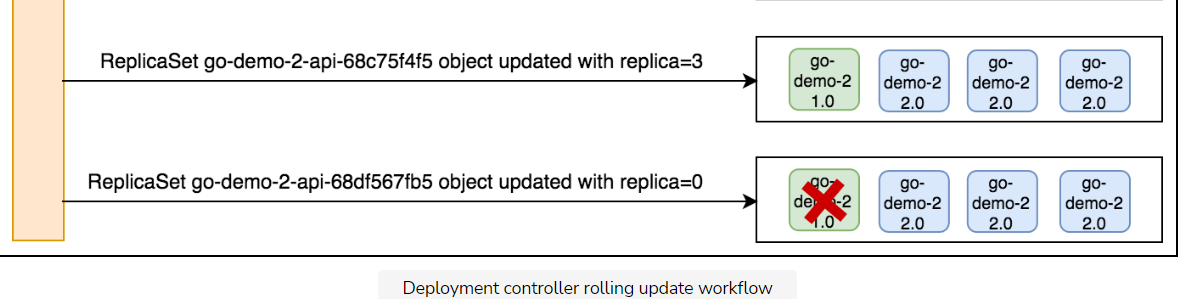 ReplicaSet go-demo-2-api-68c75f4f5 object updated with replica=3
go-
demo-2
1.0
go-
demo-2
2.0
go-
demo-2
2.0
go-
demo-2
2.0
ReplicaSet go-demo-2-api-68df567fb5 object updated with replica=0
go-
demo-2
1.0
go-
demo-2
2.0
go-
demo-2
2.0
go-
demo-2
2.0
Deployment controller rolling update workflow